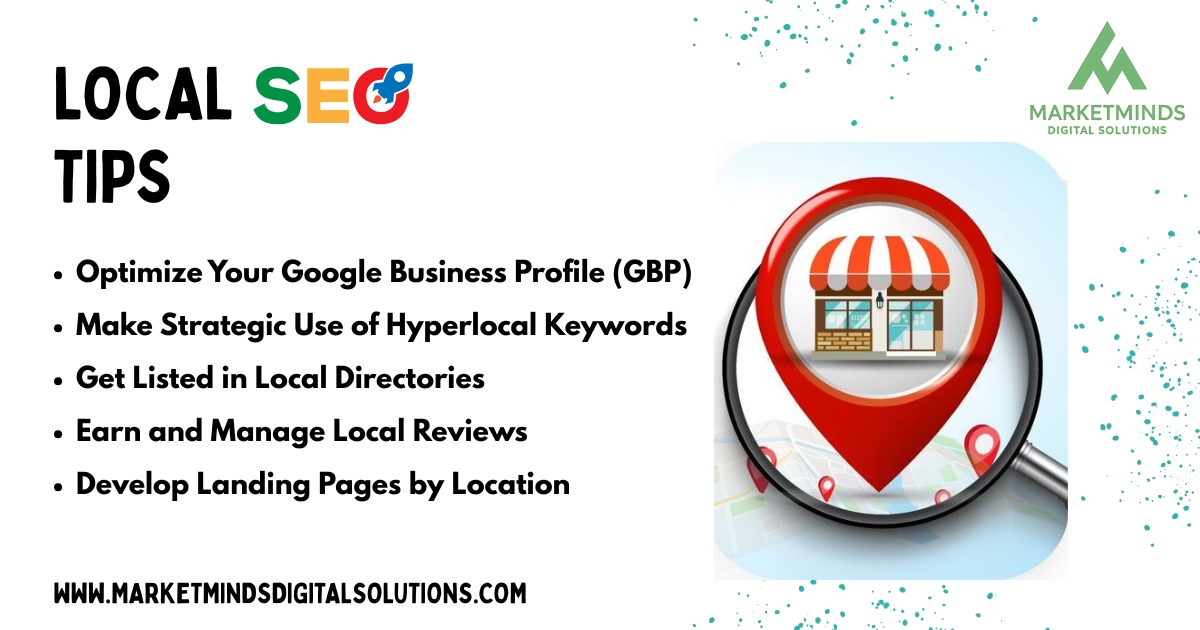 LOCAL SEO
TIPS
MARKETMINDS
DIGITAL SOLUTIONS
• Optimize Your Google Business Profile (GBP)
• Make Strategic Use of Hyperlocal Keywords
• Get Listed in Local Directories
• Earn and Manage Local Reviews
• Develop Landing Pages by Location
WWW.MARKETMINDSDIGITALSOLUTIONS.COM